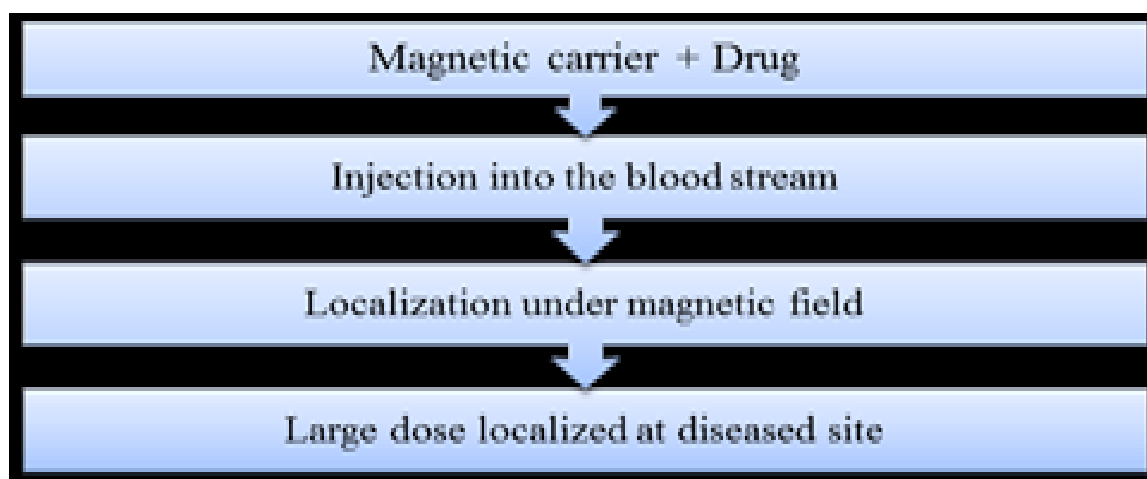 Magnetic carrier + Drug
Injection into the blood stream
Localization under magnetic field
Large dose localized at diseased site